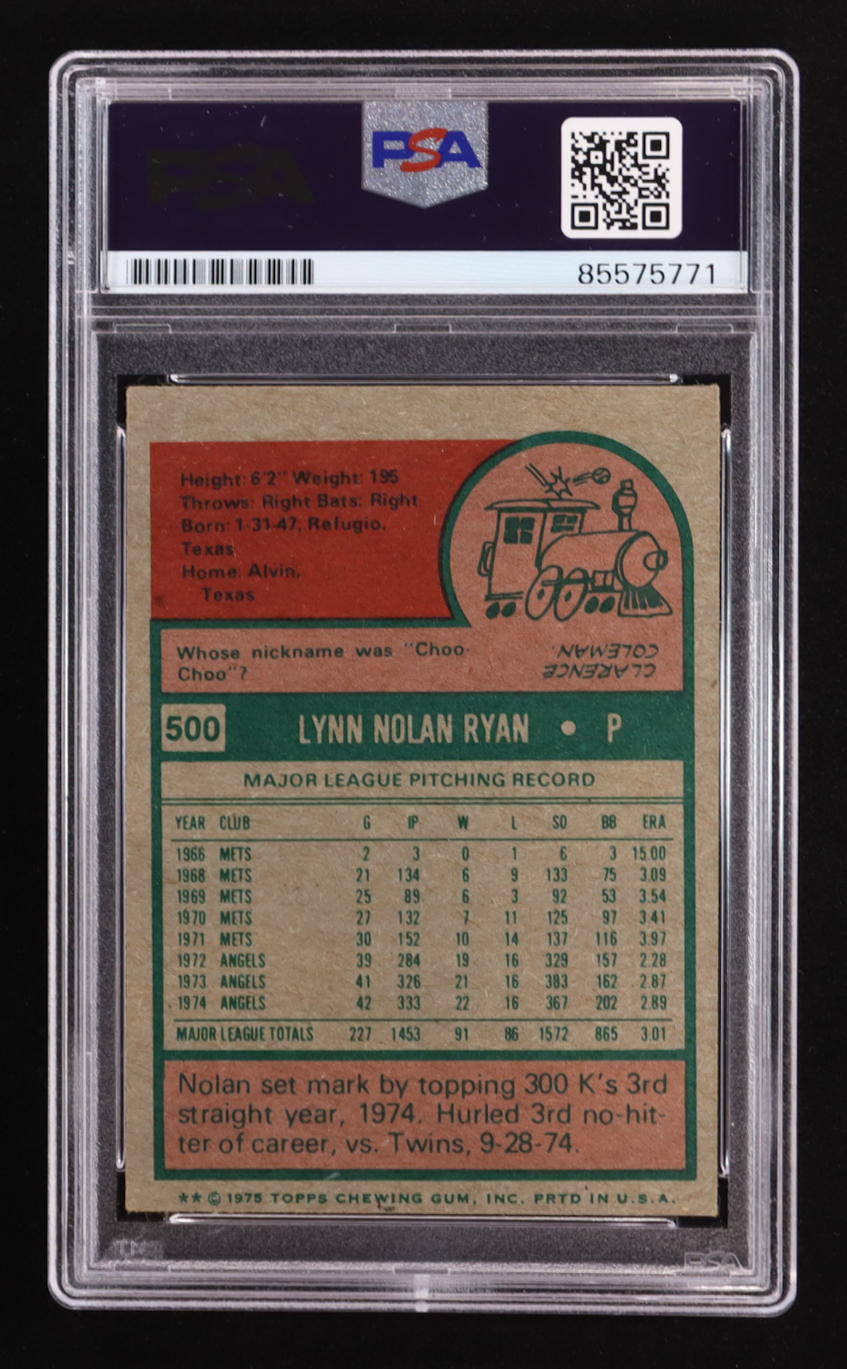 PSA
PSA
85575771
Height: 6'2" Weight: 195
Throws: Right Bats: Right
Born: 1-31-47, Refugio,
Texas
Home: Alvin,
Texas
Whose nickname was "Choo-
Choo"?
CLARENCE
COLEMAN.
500 LYNN NOLAN RYAN • P
MAJOR LEAGUE PITCHING RECORD
YEAR CLUB G IP W L SO BB ERA
1966 METS 2 3 0 1 6 3 15.00
1968 METS 21 134 6 9 133 75 3.09
1969 METS 25 89 6 3 92 53 3.54
1970 METS 27 132 7 11 125 97 3.41
1971 METS 30 152 10 14 137 116 3.97
1972 ANGELS 39 284 19 16 329 157 2.28
1973 ANGELS 41 326 21 16 383 162 2.87
1974 ANGELS 42 333 22 16 367 202 2.89
MAJOR LEAGUE TOTALS 227 1453 91 86 1572 865 3.01
Nolan set mark by topping 300 K's 3rd
straight year, 1974. Hurled 3rd no-hit-
ter of career, vs. Twins, 9-28-74.
** © 1975 TOPPS CHEWING GUM, INC. PRTD IN U.S.A.
PSA